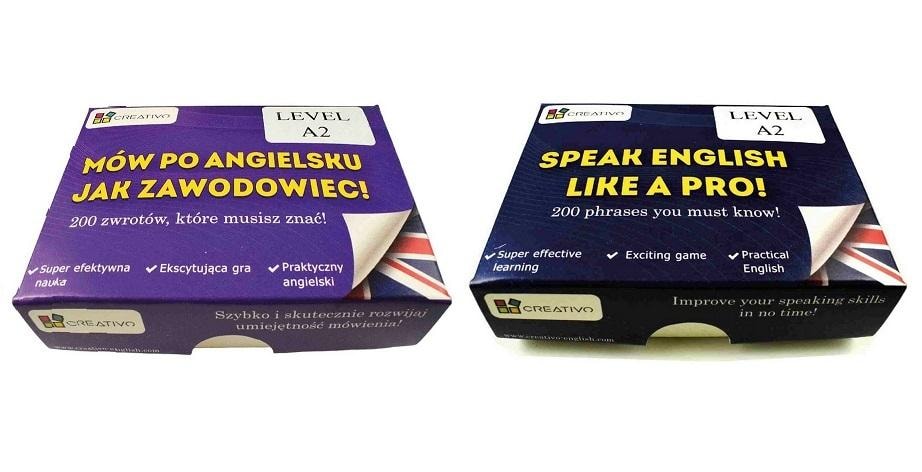 CREATIVO
LEVEL
A2
MÓW PO ANGIELSKU
JAK ZAWODOWIEC!
200 zwrotów, które musisz znać!
✓Super efektywna
nauka
✓Ekscytująca gra
✓Praktyczny
angielski
CREATIVO
Szybko i skutecznie rozwijaj
umiejętność mówienia!
www.creativo-english.com
CREATIVO
LEVEL
A2
SPEAK ENGLISH
LIKE A PRO!
200 phrases you must know!
✓Super effective
learning
✓ Exciting game
✓Practical
English
CREATIVO
Improve your speaking skills
in no time!
www.creativo-english.com